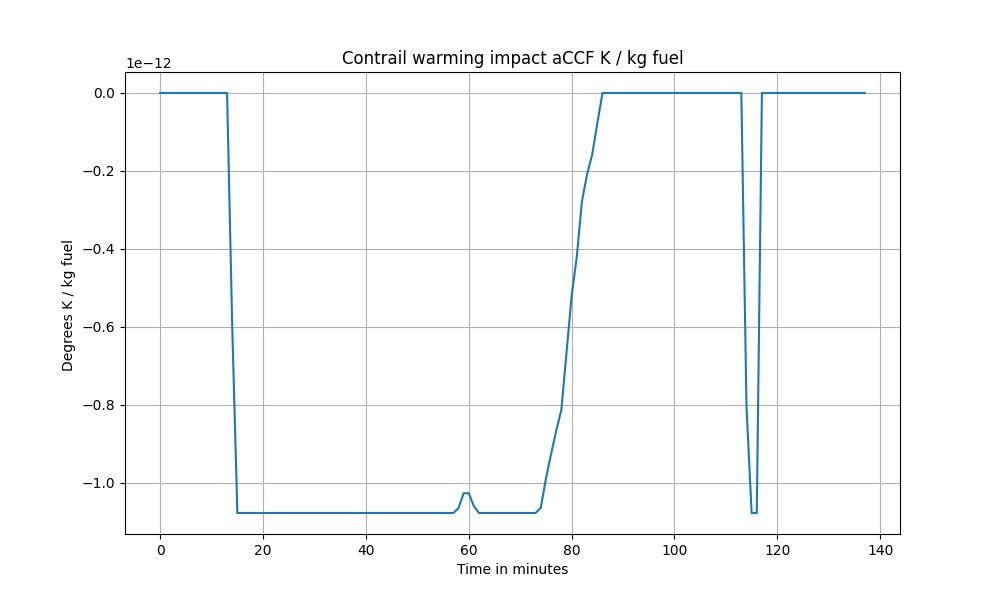 Contrail warming impact aCCF K / kg fuel
1e−12
0.0
−0.2
−0.4
−0.6
−0.8
−1.0
Degrees K / kg fuel
0 20 40 60 80 100 120 140
Time in minutes